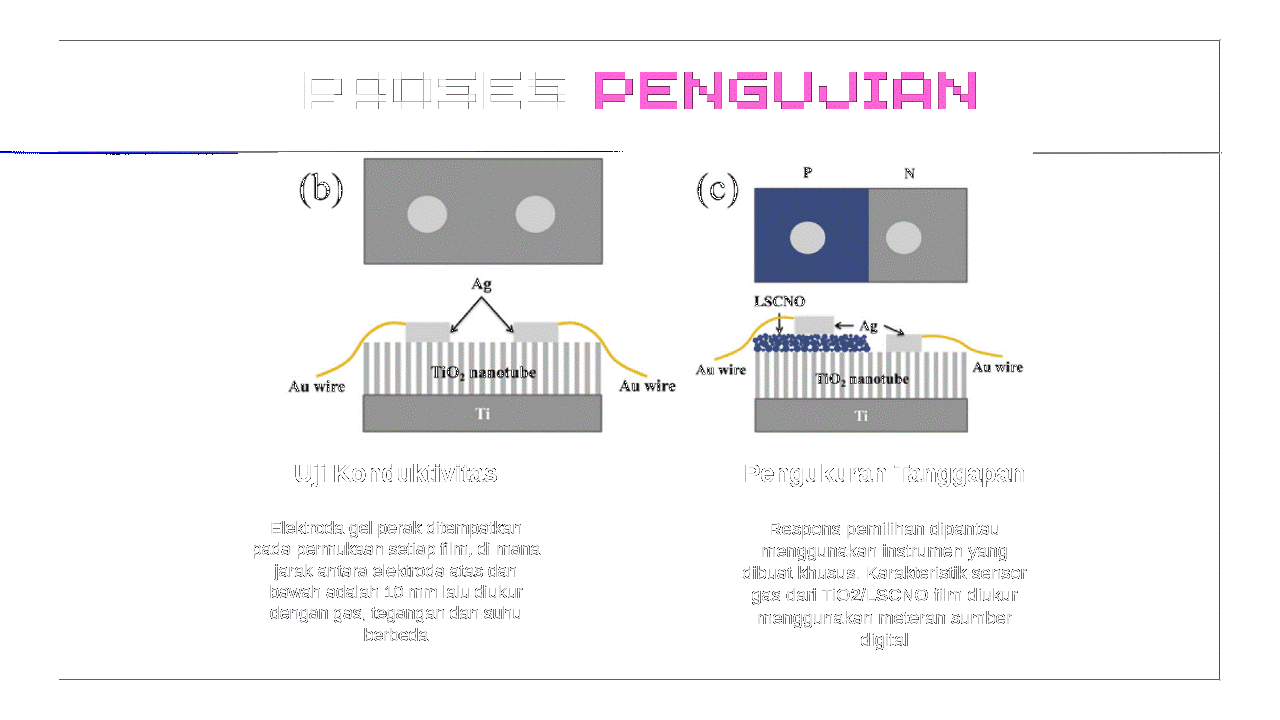 PROSES PENGUJIAN
(b)
Ag
Au wire
TiO₂ nanotube
Au wire
Ti
(c)
P
N
LSCNO
Ag
Au wire
TiO₂ nanotube
Au wire
Ti
Uji Konduktivitas
Elektroda gel perak ditempatkan
pada permukaan setiap film, di mana
jarak antara elektroda atas dan
bawah adalah 10 mm lalu diukur
dengan gas, tegangan dan suhu
berbeda
Pengukuran Tanggapan
Respons pemilihan dipantau
menggunakan instrumen yang
dibuat khusus. Karakteristik sensor
gas dari TiO2/LSCNO film diukur
menggunakan meteran sumber
digital